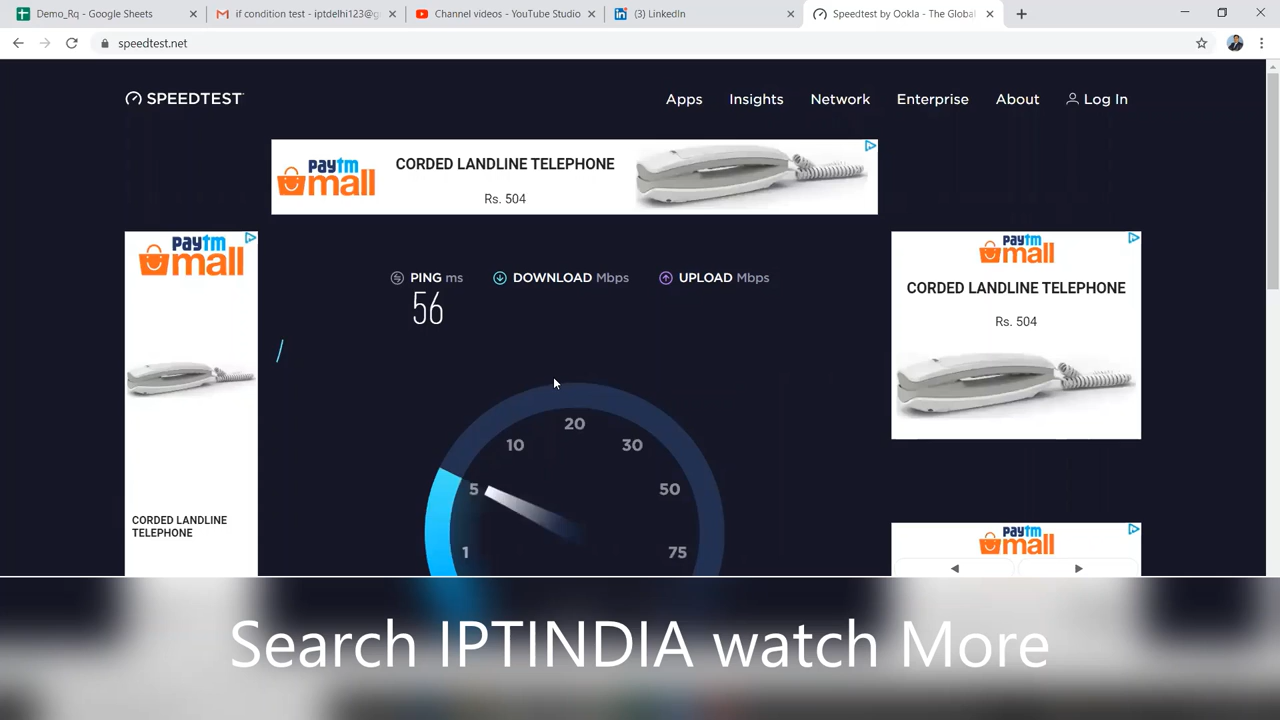 Demo_Rq - Google Sheets
if condition test - iptdelhi123@g
Channel videos - YouTube Studio
(3) LinkedIn
Speedtest by Ookla - The Global
speedtest.net
SPEEDTEST
Apps
Insights
Network
Enterprise
About
Log In
paytm
mall
CORDED LANDLINE TELEPHONE
Rs. 504
paytm
mall
CORDED LANDLINE
TELEPHONE
PING ms
56
DOWNLOAD Mbps
UPLOAD Mbps
1
5
10
20
30
50
75
paytm
mall
CORDED LANDLINE TELEPHONE
Rs. 504
paytm
mall
Search IPTINDIA watch More